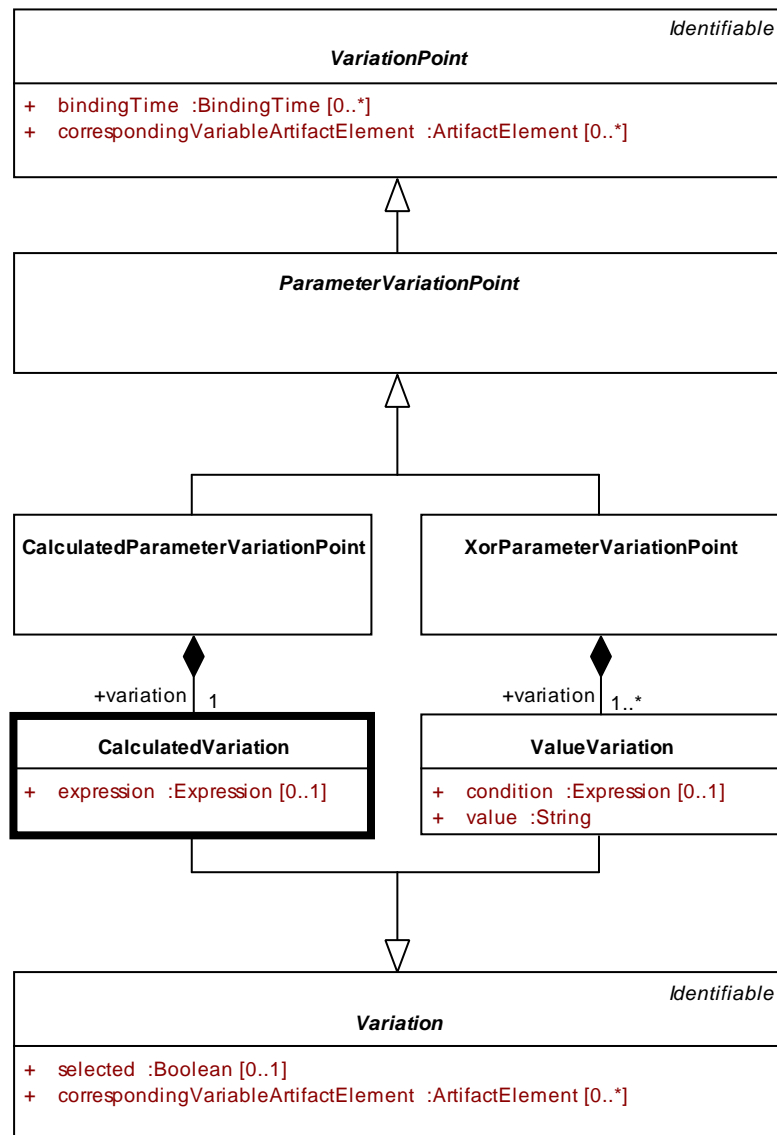 Identifiable
VariationPoint
+ bindingTime :BindingTime [0..*]
+ correspondingVariableArtifactElement :ArtifactElement [0..*]
ParameterVariationPoint
CalculatedParameterVariationPoint
XorParameterVariationPoint
+variation 1
+variation 1..*
CalculatedVariation
+ expression :Expression [0..1]
ValueVariation
+ condition :Expression [0..1]
+ value :String
Identifiable
Variation
+ selected :Boolean [0..1]
+ correspondingVariableArtifactElement :ArtifactElement [0..*]